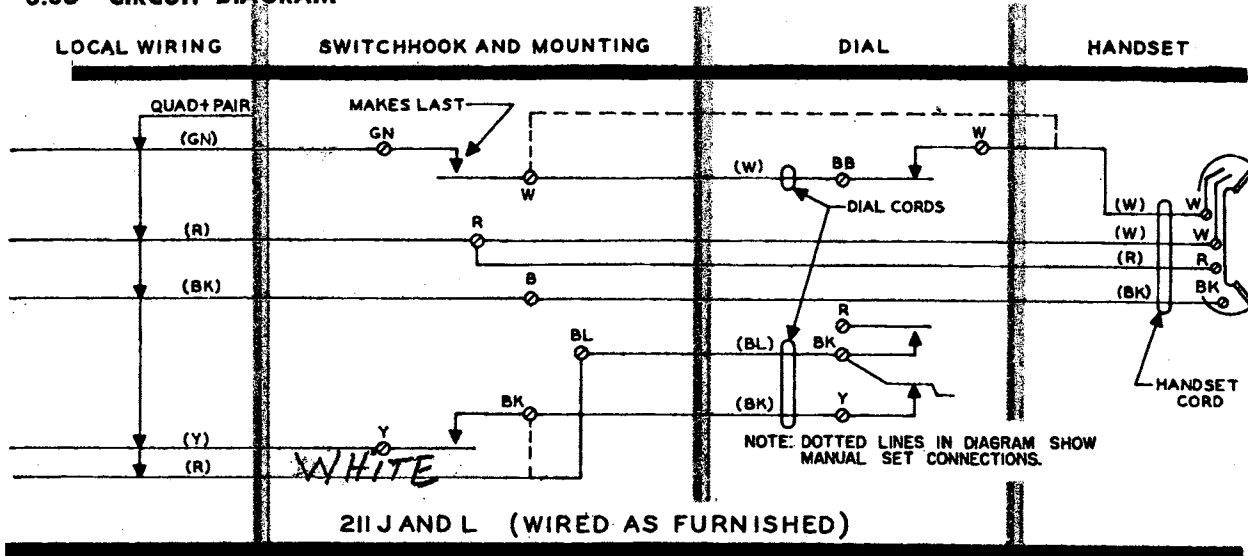 CIRCUIT DIAGRAM
LOCAL WIRING
SWITCHHOOK AND MOUNTING
DIAL
HANDSET
QUAD+PAIR
MAKES LAST
(GN)
GN
W
(W)
BB
W
DIAL CORDS
(W)
W
(R)
R
(W)
W
(R)
R
(BK)
B
(BK)
BK
R
BL
(BL)
BK
HANDSET
CORD
BK
(BK)
Y
(Y)
Y
(R)
WHITE
NOTE: DOTTED LINES IN DIAGRAM SHOW
MANUAL SET CONNECTIONS.
211 J AND L (WIRED AS FURNISHED)